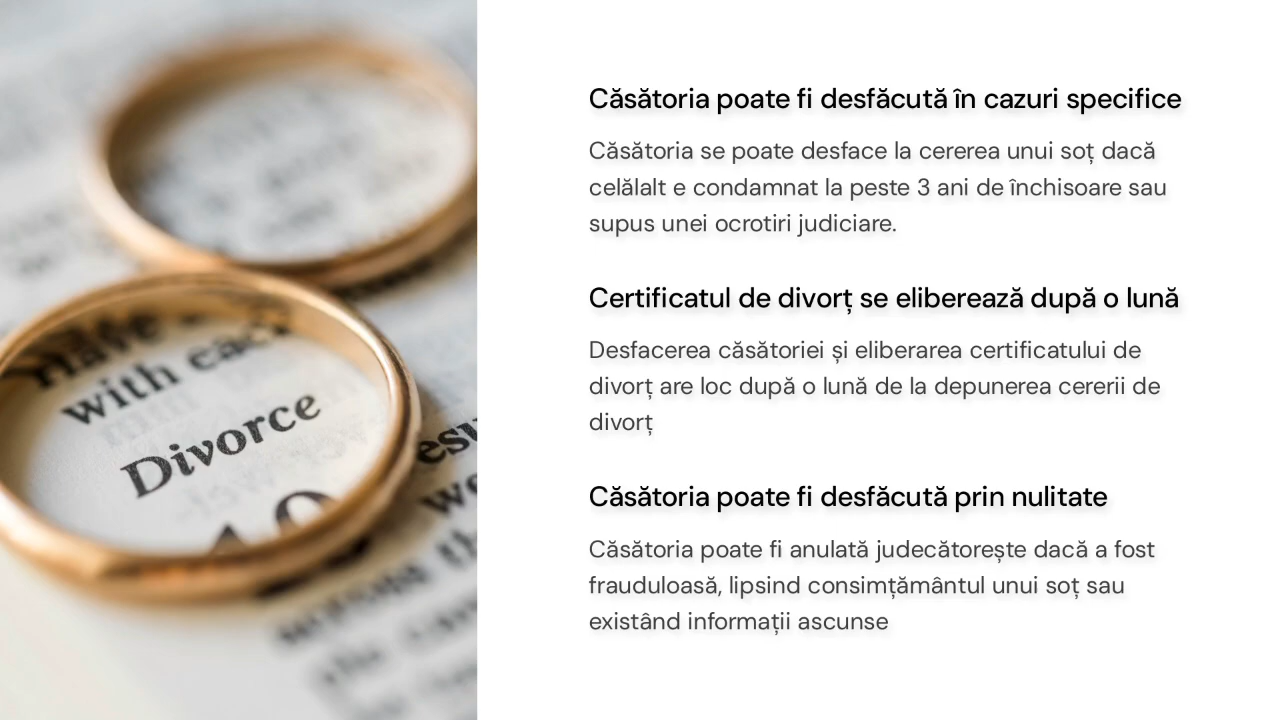 Have
with each
Divorce
Căsătoria poate fi desfăcută în cazuri specifice
Căsătoria se poate desface la cererea unui soț dacă
celălalt e condamnat la peste 3 ani de închisoare sau
supus unei ocrotiri judiciare.
Certificatul de divorț se eliberează după o lună
Desfacerea căsătoriei și eliberarea certificatului de
divorț are loc după o lună de la depunerea cererii de
divorț
Căsătoria poate fi desfăcută prin nulitate
Căsătoria poate fi anulată judecătorește dacă a fost
frauduloasă, lipsind consimțământul unui soț sau
existând informații ascunse